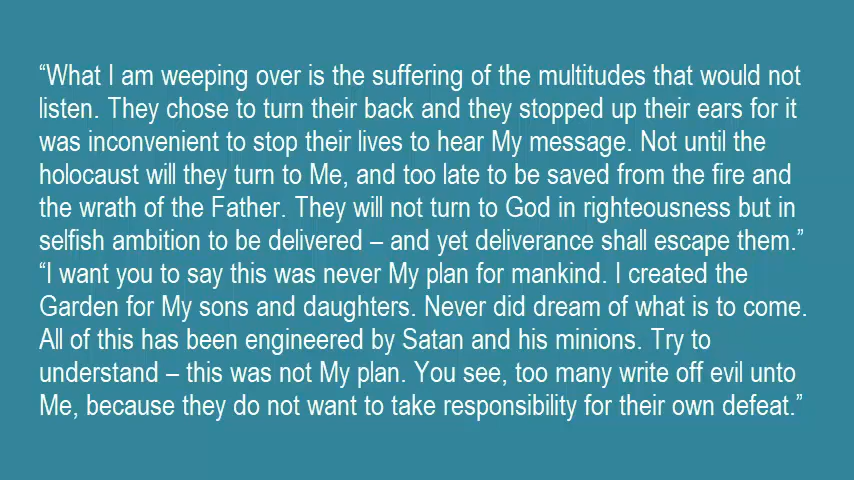 “What I am weeping over is the suffering of the multitudes that would not
listen. They chose to turn their back and they stopped up their ears for it
was inconvenient to stop their lives to hear My message. Not until the
holocaust will they turn to Me, and too late to be saved from the fire and
the wrath of the Father. They will not turn to God in righteousness but in
selfish ambition to be delivered – and yet deliverance shall escape them.”
“I want you to say this was never My plan for mankind. I created the
Garden for My sons and daughters. Never did dream of what is to come.
All of this has been engineered by Satan and his minions. Try to
understand – this was not My plan. You see, too many write off evil unto
Me, because they do not want to take responsibility for their own defeat.”